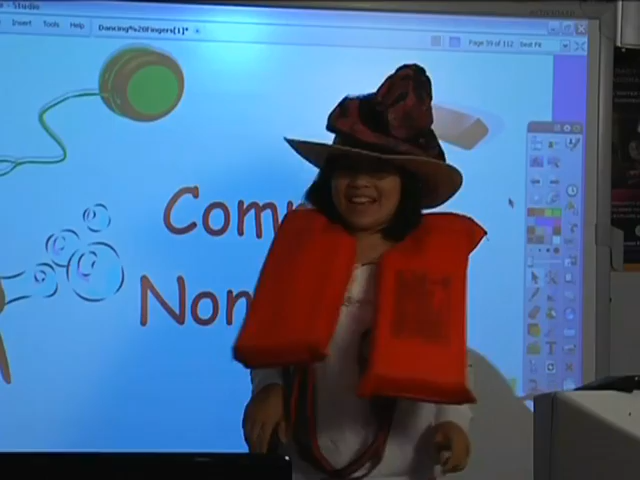 Studio
Insert Tools Help
Dancing%20Fingers[1]*
Page 39 of 112
Best Fit
Com
Non